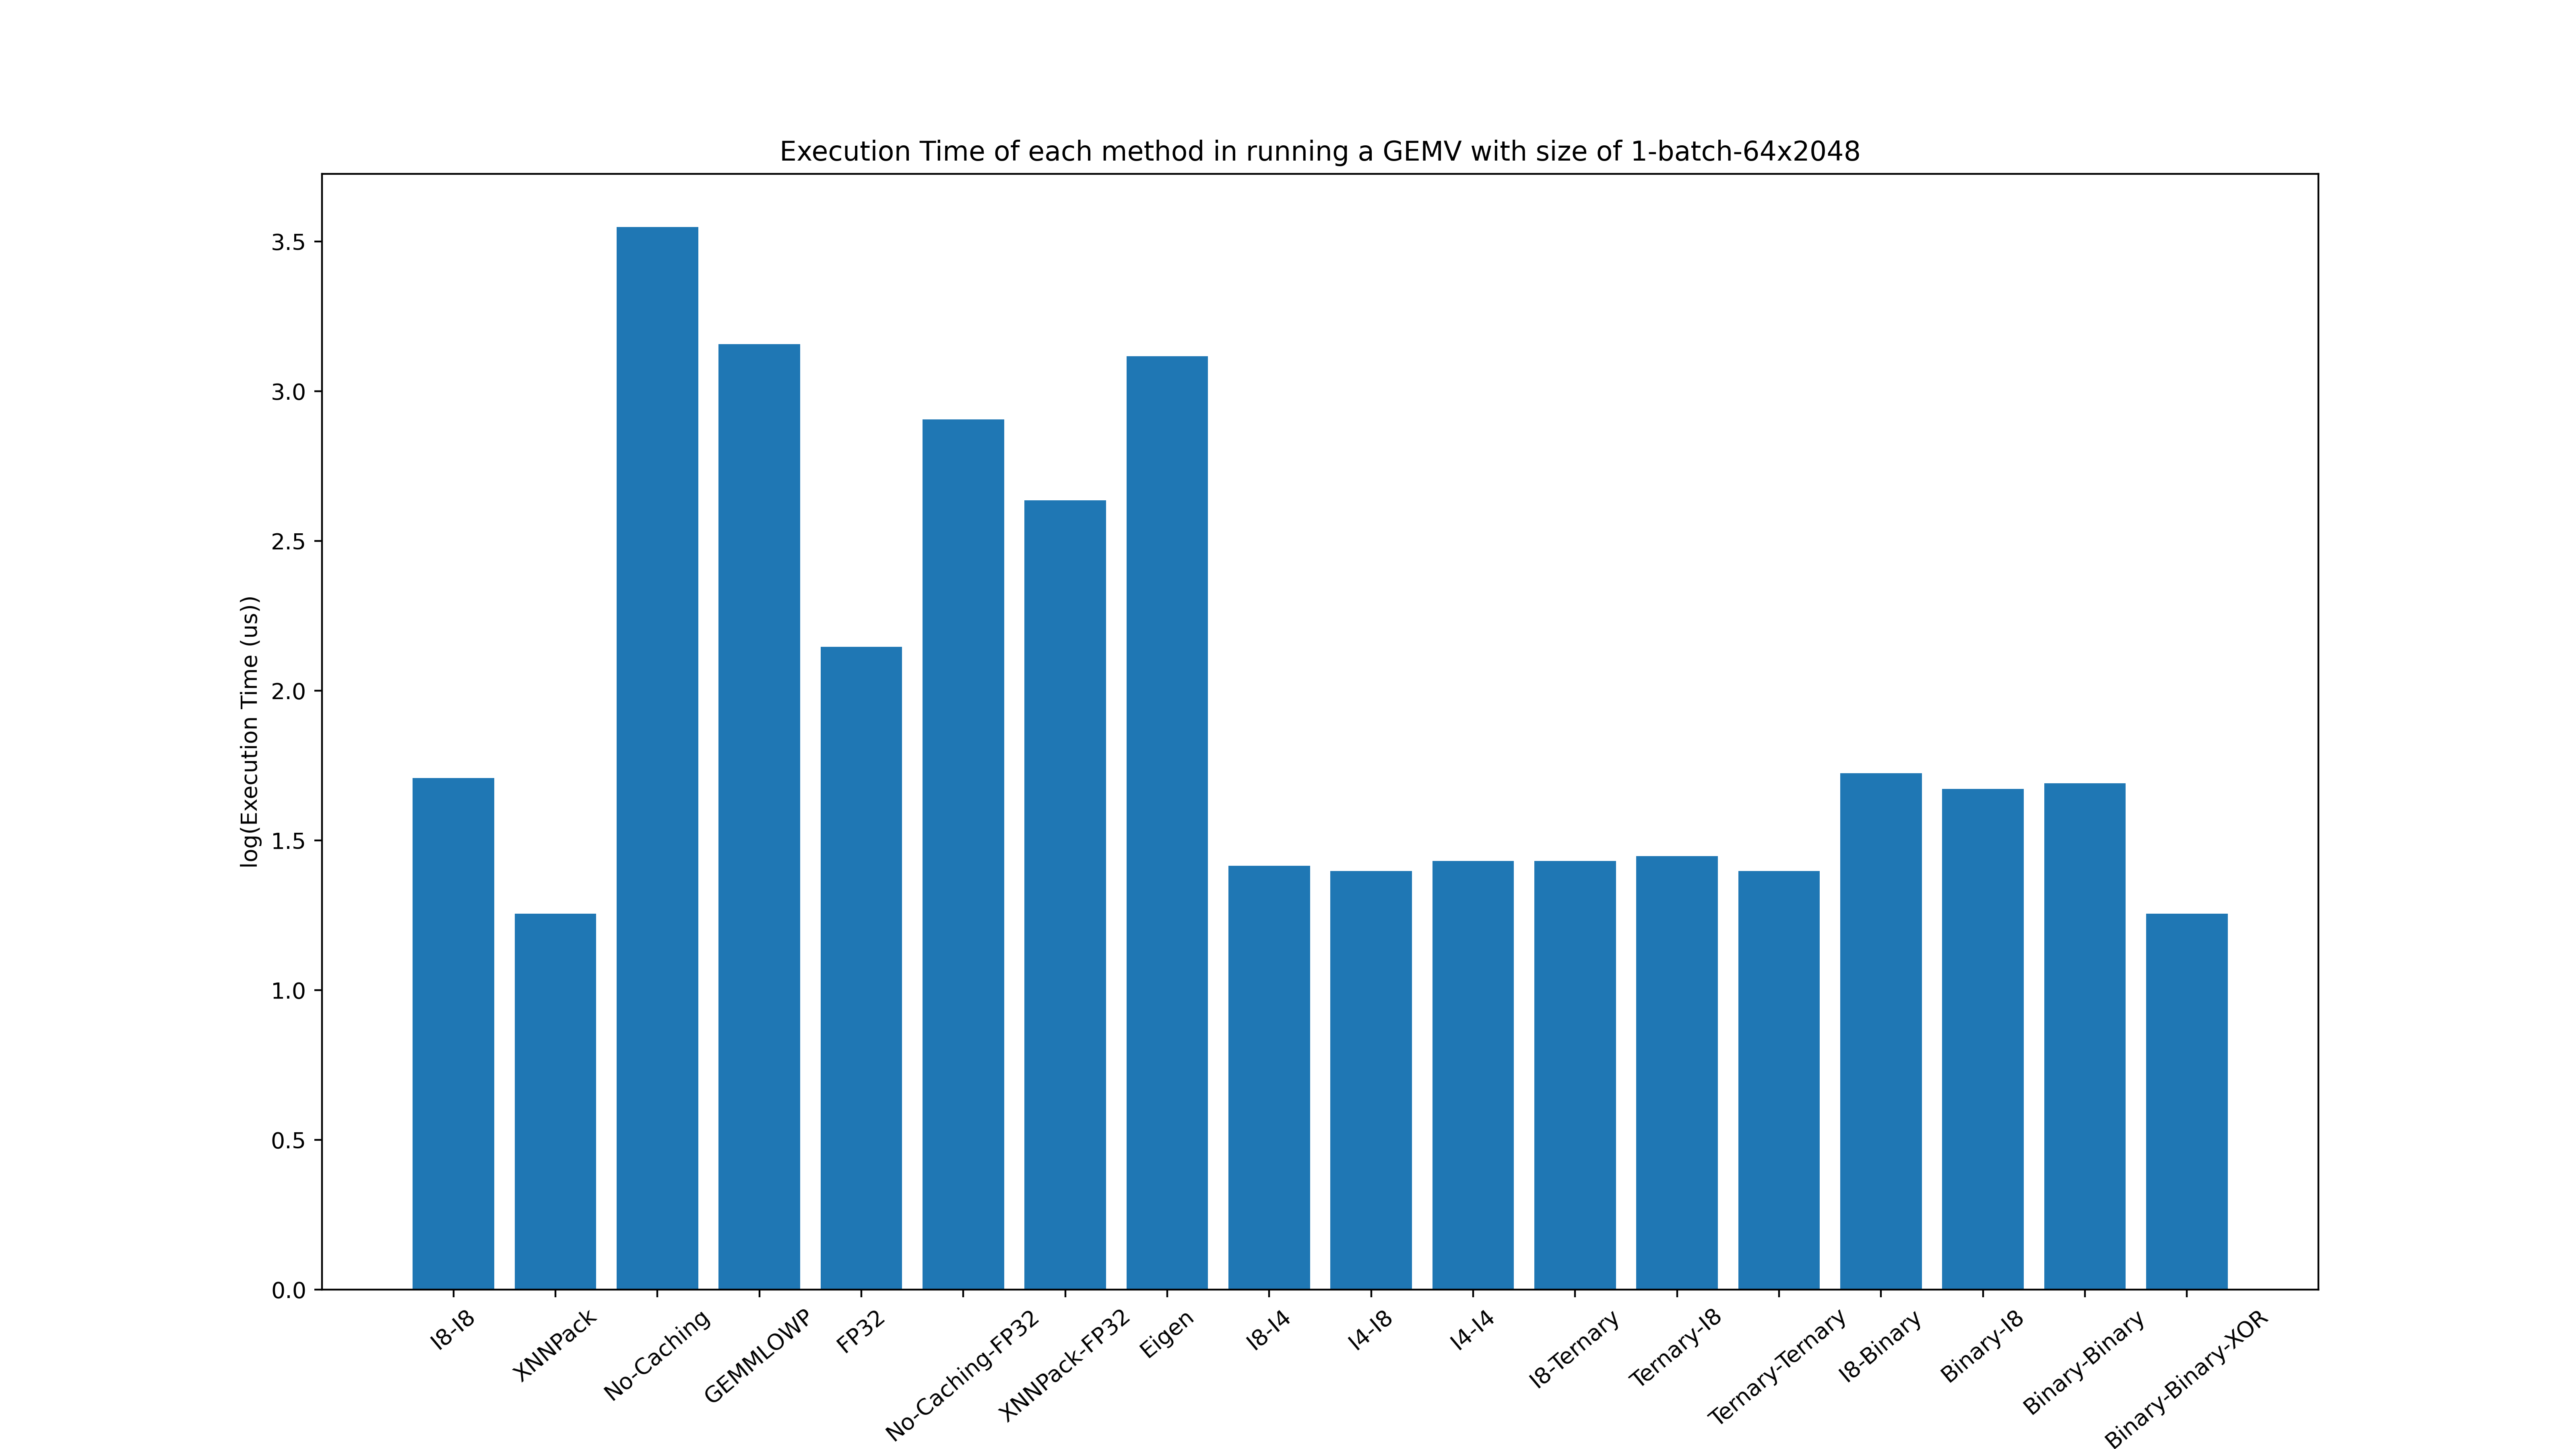 Execution Time of each method in running a GEMV with size of 1-batch-64x2048
log(Execution Time (us))
3.5
3.0
2.5
2.0
1.5
1.0
0.5
0.0
I8-I8
XNNPack
No-Caching
GEMMLOWP
FP32
No-Caching-FP32
XNNPack-FP32
Eigen
I8-I4
I4-I8
I4-I4
I8-Ternary
Ternary-I8
Ternary-Ternary
I8-Binary
Binary-I8
Binary-Binary
Binary-Binary-XOR